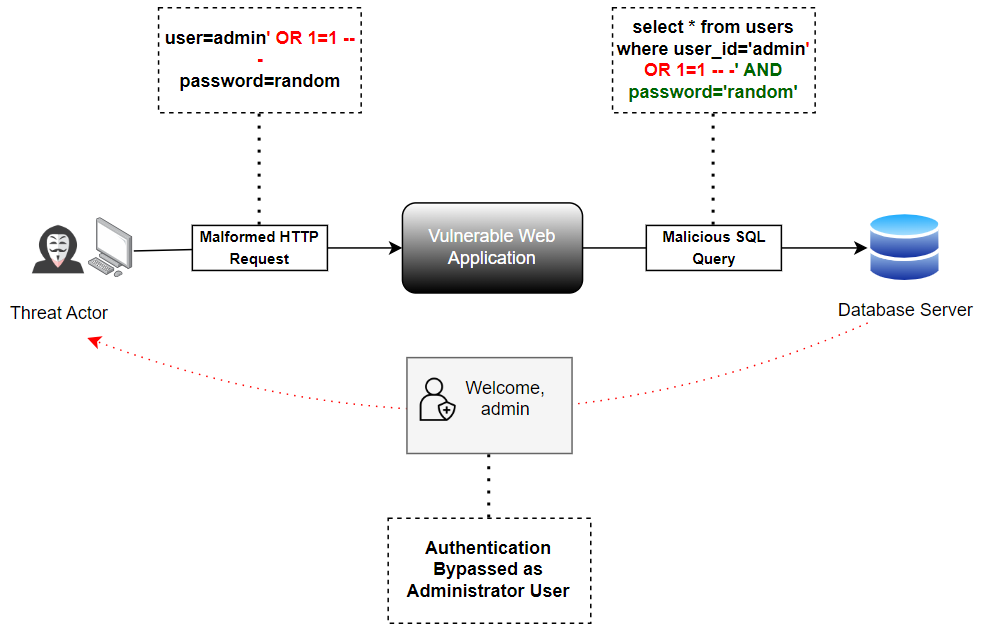 user=admin' OR 1=1 --
-
password=random
select * from users
where user_id='admin'
OR 1=1 -- -' AND
password='random'
Malformed HTTP
Request
Vulnerable Web
Application
Malicious SQL
Query
Threat Actor
Database Server
Welcome,
admin
Authentication
Bypassed as
Administrator User